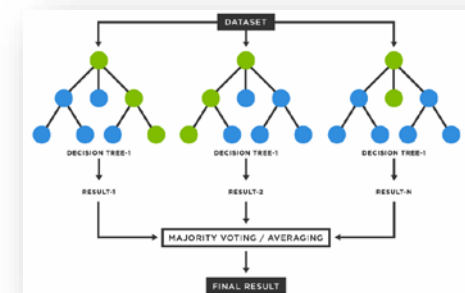 DATASET
DECISION TREE-1 DECISION TREE-1 DECISION TREE-1
RESULT-1 RESULT-2 RESULT-N
MAJORITY VOTING / AVERAGING
FINAL RESULT